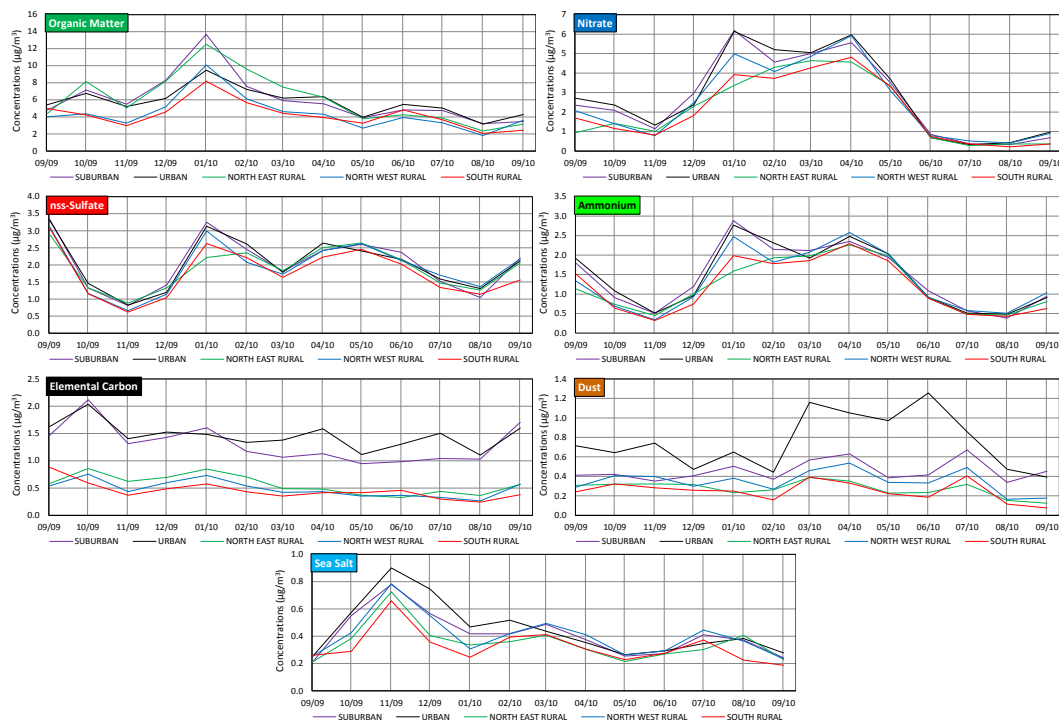 Organic Matter
Concentrations (µg/m³)
16
14
12
10
8
6
4
2
0
09/09 10/09 11/09 12/09 01/10 02/10 03/10 04/10 05/10 06/10 07/10 08/10 09/10
SUBURBAN URBAN NORTH EAST RURAL NORTH WEST RURAL SOUTH RURAL
Nitrate
Concentrations (µg/m³)
7
6
5
4
3
2
1
0
09/09 10/09 11/09 12/09 01/10 02/10 03/10 04/10 05/10 06/10 07/10 08/10 09/10
SUBURBAN URBAN NORTH EAST RURAL NORTH WEST RURAL SOUTH RURAL
nss-Sulfate
Concentrations (µg/m³)
4.0
3.5
3.0
2.5
2.0
1.5
1.0
0.5
0.0
09/09 10/09 11/09 12/09 01/10 02/10 03/10 04/10 05/10 06/10 07/10 08/10 09/10
SUBURBAN URBAN NORTH EAST RURAL NORTH WEST RURAL SOUTH RURAL
Ammonium
Concentrations (µg/m³)
3.5
3.0
2.5
2.0
1.5
1.0
0.5
0.0
09/09 10/09 11/09 12/09 01/10 02/10 03/10 04/10 05/10 06/10 07/10 08/10 09/10
SUBURBAN URBAN NORTH EAST RURAL NORTH WEST RURAL SOUTH RURAL
Elemental Carbon
Concentrations (µg/m³)
2.5
2.0
1.5
1.0
0.5
0.0
09/09 10/09 11/09 12/09 01/10 02/10 03/10 04/10 05/10 06/10 07/10 08/10 09/10
SUBURBAN URBAN NORTH EAST RURAL NORTH WEST RURAL SOUTH RURAL
Dust
Concentrations (µg/m³)
1.4
1.2
1.0
0.8
0.6
0.4
0.2
0.0
09/09 10/09 11/09 12/09 01/10 02/10 03/10 04/10 05/10 06/10 07/10 08/10 09/10
SUBURBAN URBAN NORTH EAST RURAL NORTH WEST RURAL SOUTH RURAL
Sea Salt
Concentrations (µg/m³)
1.0
0.8
0.6
0.4
0.2
0.0
09/09 10/09 11/09 12/09 01/10 02/10 03/10 04/10 05/10 06/10 07/10 08/10 09/10
SUBURBAN URBAN NORTH EAST RURAL NORTH WEST RURAL SOUTH RURAL